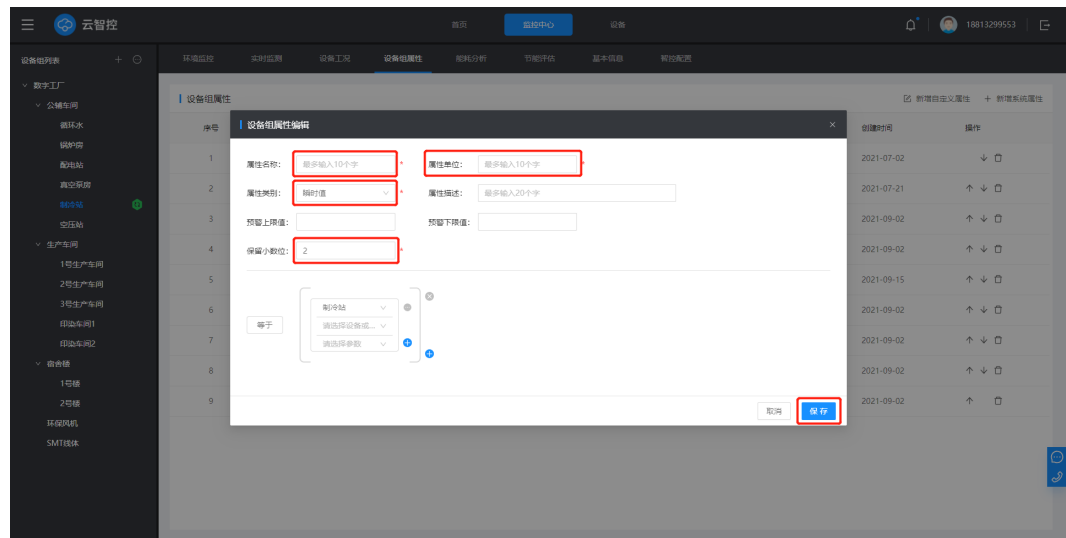 云智控 首页 监控中心 设备 18813299553
设备组列表 环境监控 实时监测 设备工况 设备组属性 能耗分析 节能评估 基本信息 智控配置
数字工厂
公辅车间
循环水
锅炉房
配电站
真空泵房
制冷站
空压站
生产车间
1号生产车间
2号生产车间
3号生产车间
印染车间1
印染车间2
宿舍楼
1号楼
2号楼
环保风机
SMT线体
设备组属性 新增自定义属性 + 新增系统属性
序号 创建时间 操作
1 2021-07-02
2 2021-07-21
3 2021-09-02
4 2021-09-02
5 2021-09-15
6 2021-09-02
7 2021-09-02
8 2021-09-02
9 2021-09-02
设备组属性编辑 ×
属性名称: 最多输入10个字 * 属性单位: 最多输入10个字 *
属性类别: 瞬时值 * 属性描述: 最多输入20个字
预警上限值: 预警下限值:
保留小数位: 2 *
等于
制冷站
请选择设备或...
请选择参数
取消 保存